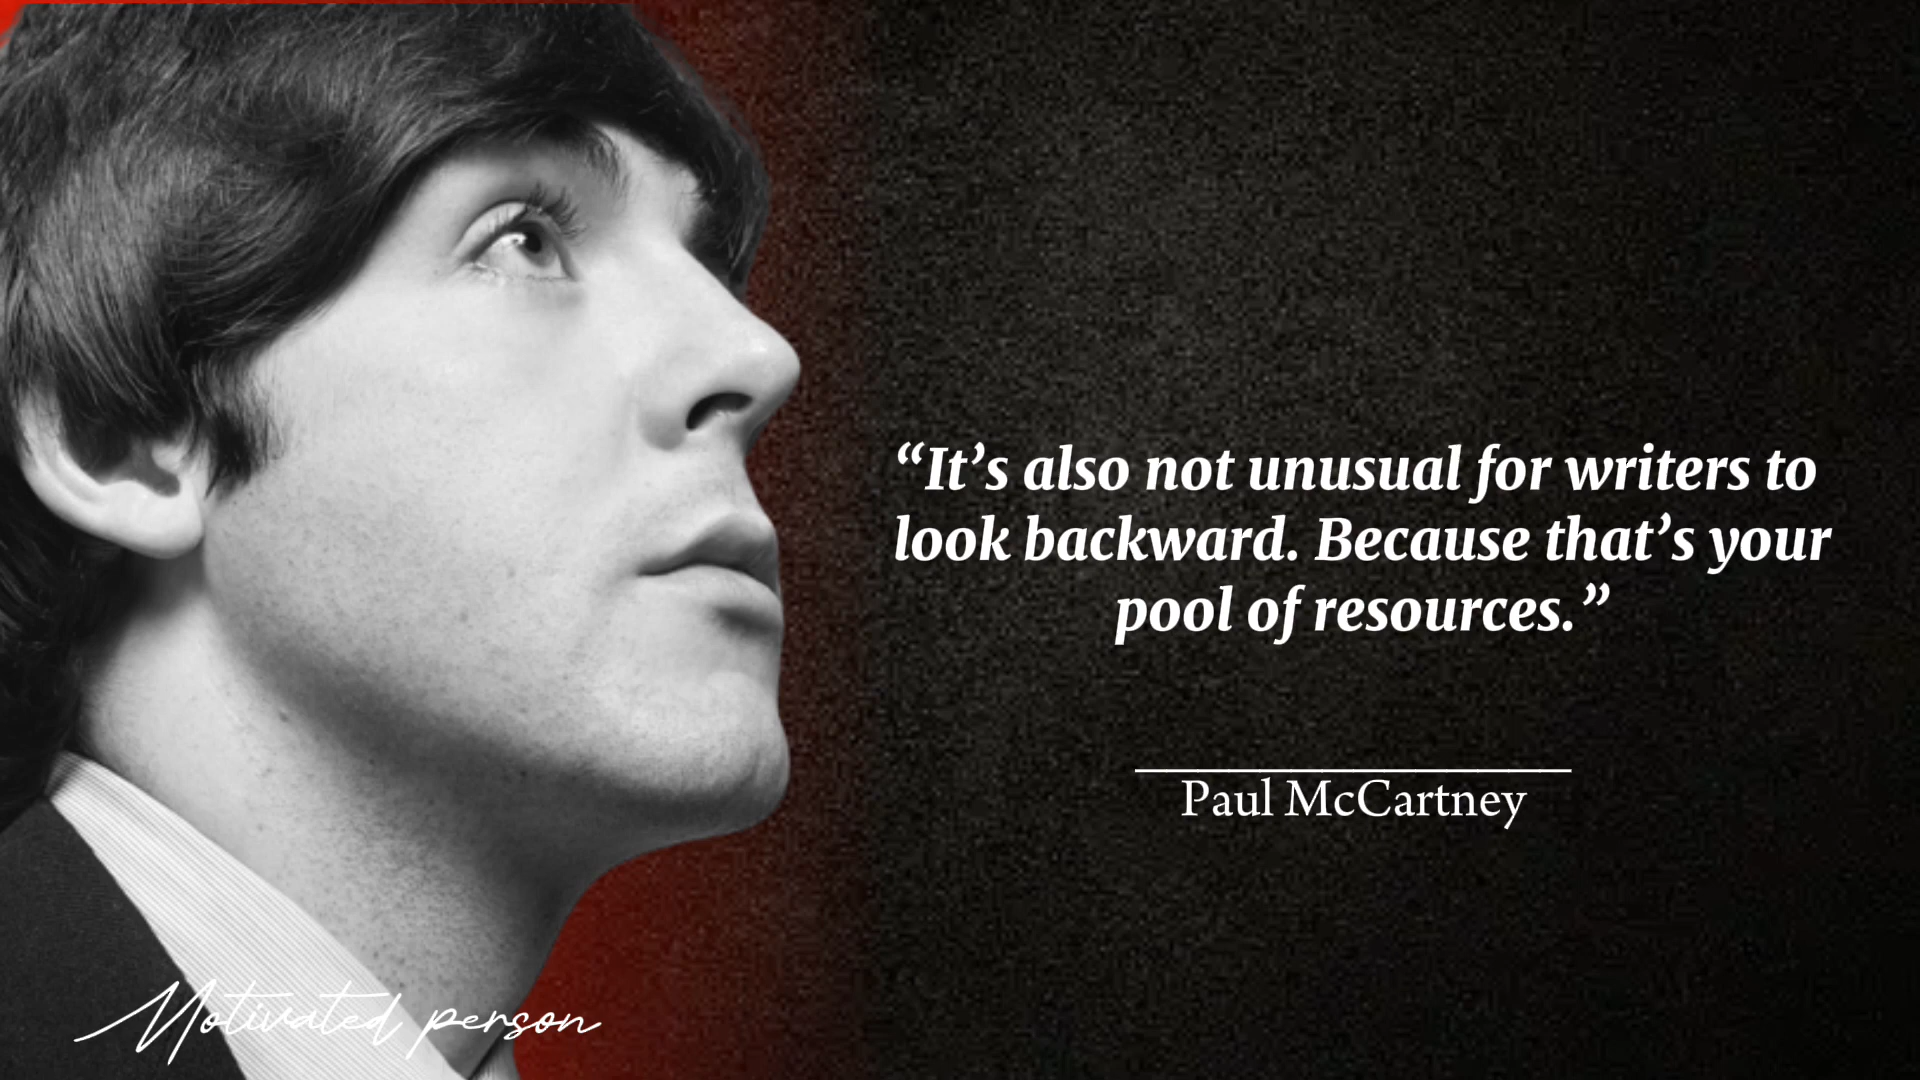 “It’s also not unusual for writers to
look backward. Because that’s your
pool of resources.”
Paul McCartney
Motivated person